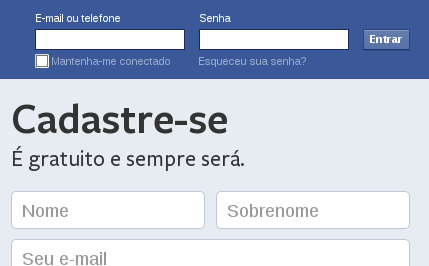 E-mail ou telefone Senha
Entrar
Mantenha-me conectado Esqueceu sua senha?
Cadastre-se
É gratuito e sempre será.
Nome Sobrenome
Seu e-mail